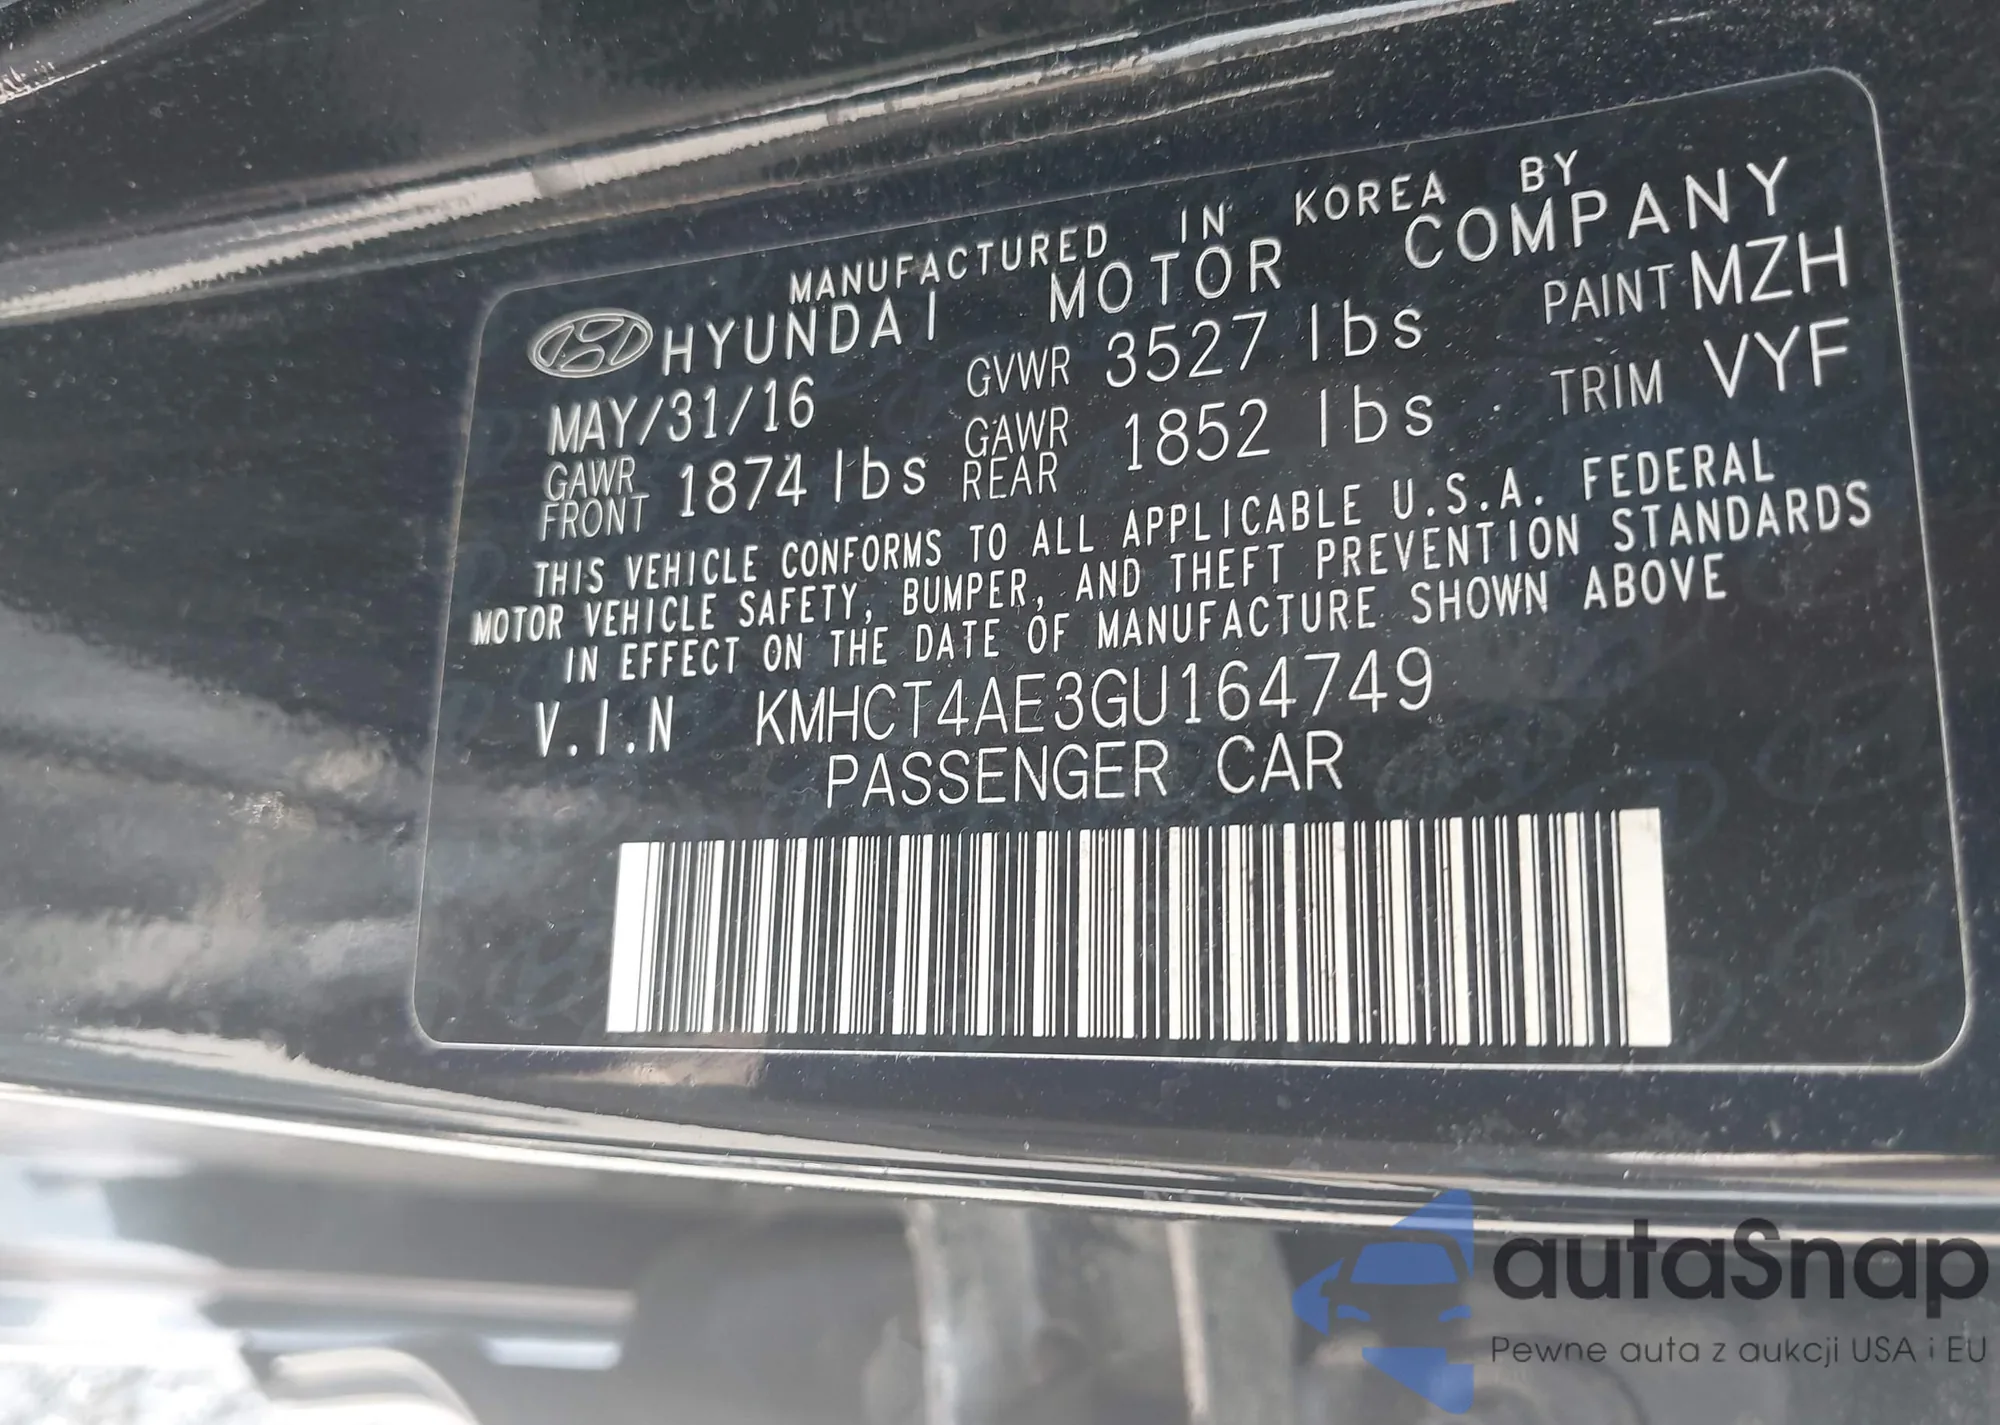 MANUFACTURED IN KOREA BY
HYUNDAI MOTOR COMPANY
MAY/31/16 GVWR 3527 lbs PAINT MZH
GAWR FRONT 1874 lbs GAWR REAR 1852 lbs TRIM VYF
THIS VEHICLE CONFORMS TO ALL APPLICABLE U.S.A. FEDERAL
MOTOR VEHICLE SAFETY, BUMPER, AND THEFT PREVENTION STANDARDS
IN EFFECT ON THE DATE OF MANUFACTURE SHOWN ABOVE
V.I.N KMHCT4AE3GU164749
PASSENGER CAR
autaSnap
Pewne auta z aukcji USA i EU